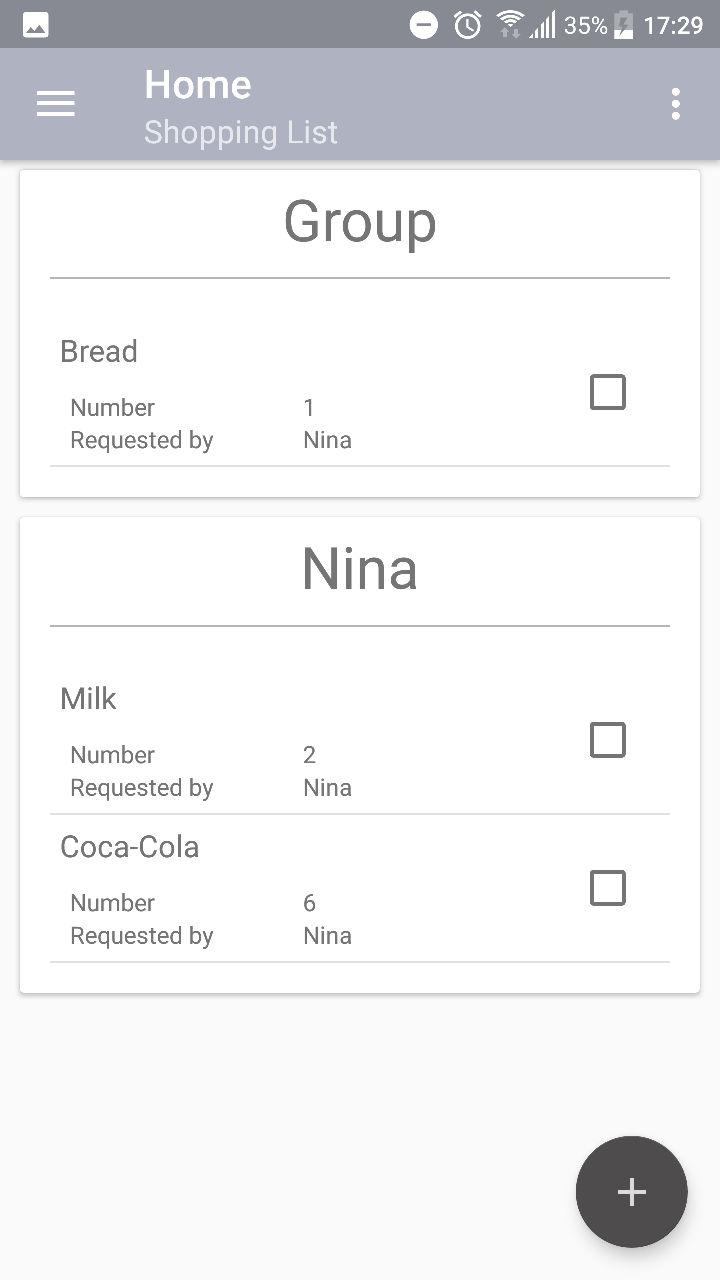 35% 17:29
Home
Shopping List
Group
Bread
Number 1
Requested by Nina
Nina
Milk
Number 2
Requested by Nina
Coca-Cola
Number 6
Requested by Nina
+